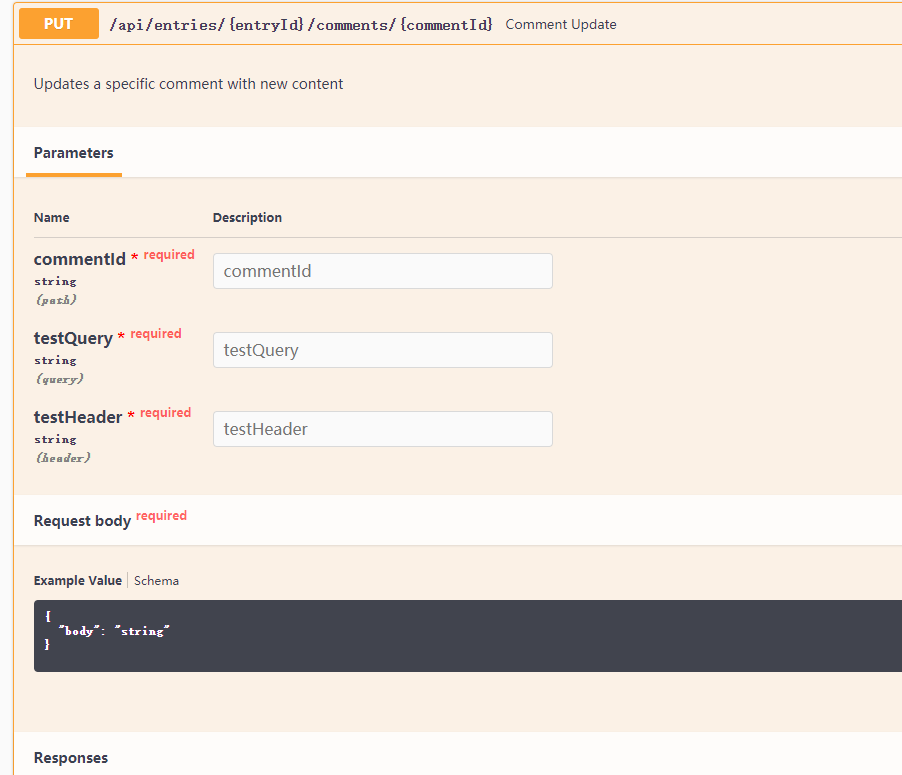 PUT /api/entries/{entryId}/comments/{commentId} Comment Update
Updates a specific comment with new content
Parameters
Name Description
commentId * required commentId
string
(path)
testQuery * required testQuery
string
(query)
testHeader * required testHeader
string
(header)
Request body required
Example Value Schema
{
"body": "string"
}
Responses